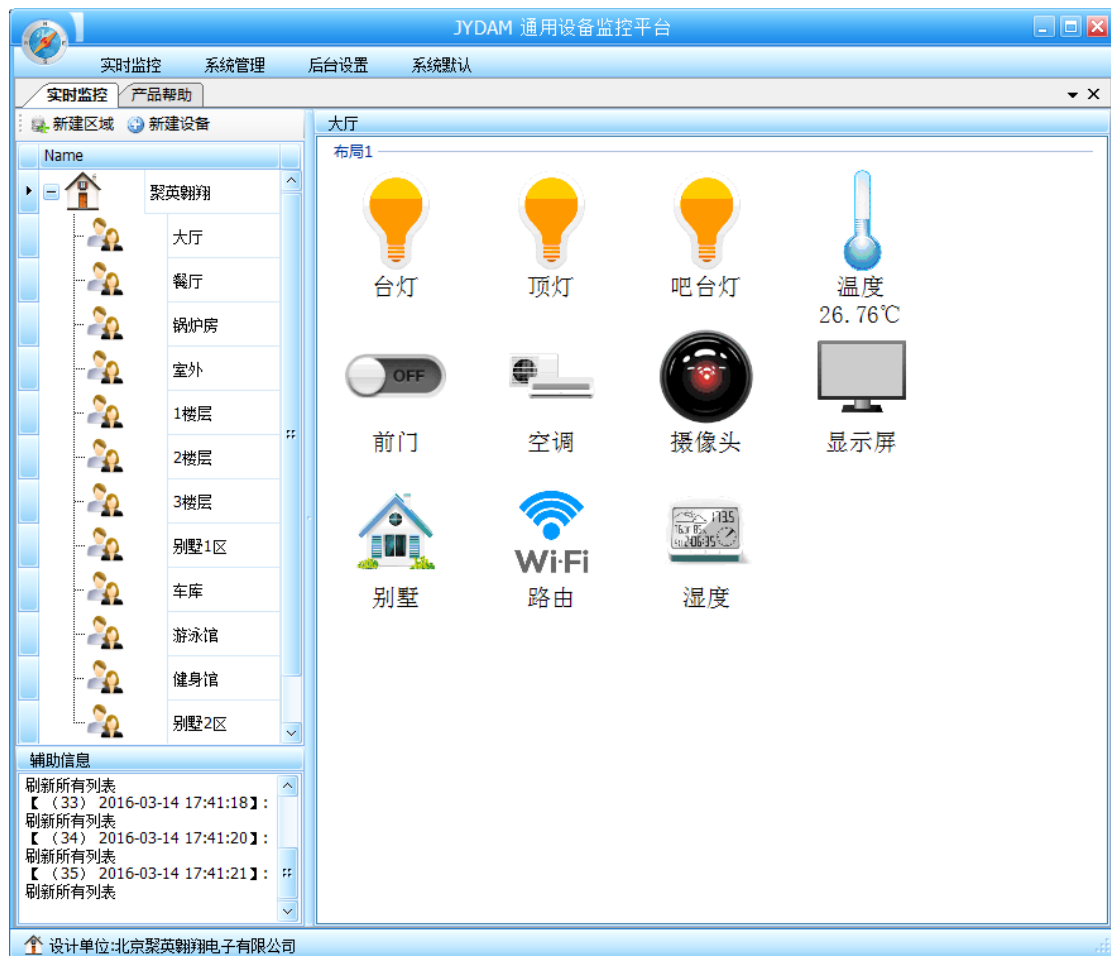 JYDAM 通用设备监控平台
实时监控 系统管理 后台设置 系统默认
实时监控 产品帮助
新建区域 新建设备
大厅
Name
布局1
聚英翱翔
大厅
餐厅
锅炉房
室外
1楼层
2楼层
3楼层
别墅1区
车库
游泳馆
健身馆
别墅2区
台灯 顶灯 吧台灯 温度
26.76℃
OFF
前门 空调 摄像头 显示屏
Wi-Fi
别墅 路由 湿度
辅助信息
刷新所有列表
【 (33) 2016-03-14 17:41:18】:
刷新所有列表
【 (34) 2016-03-14 17:41:20】:
刷新所有列表
【 (35) 2016-03-14 17:41:21】:
刷新所有列表
设计单位:北京聚英翱翔电子有限公司